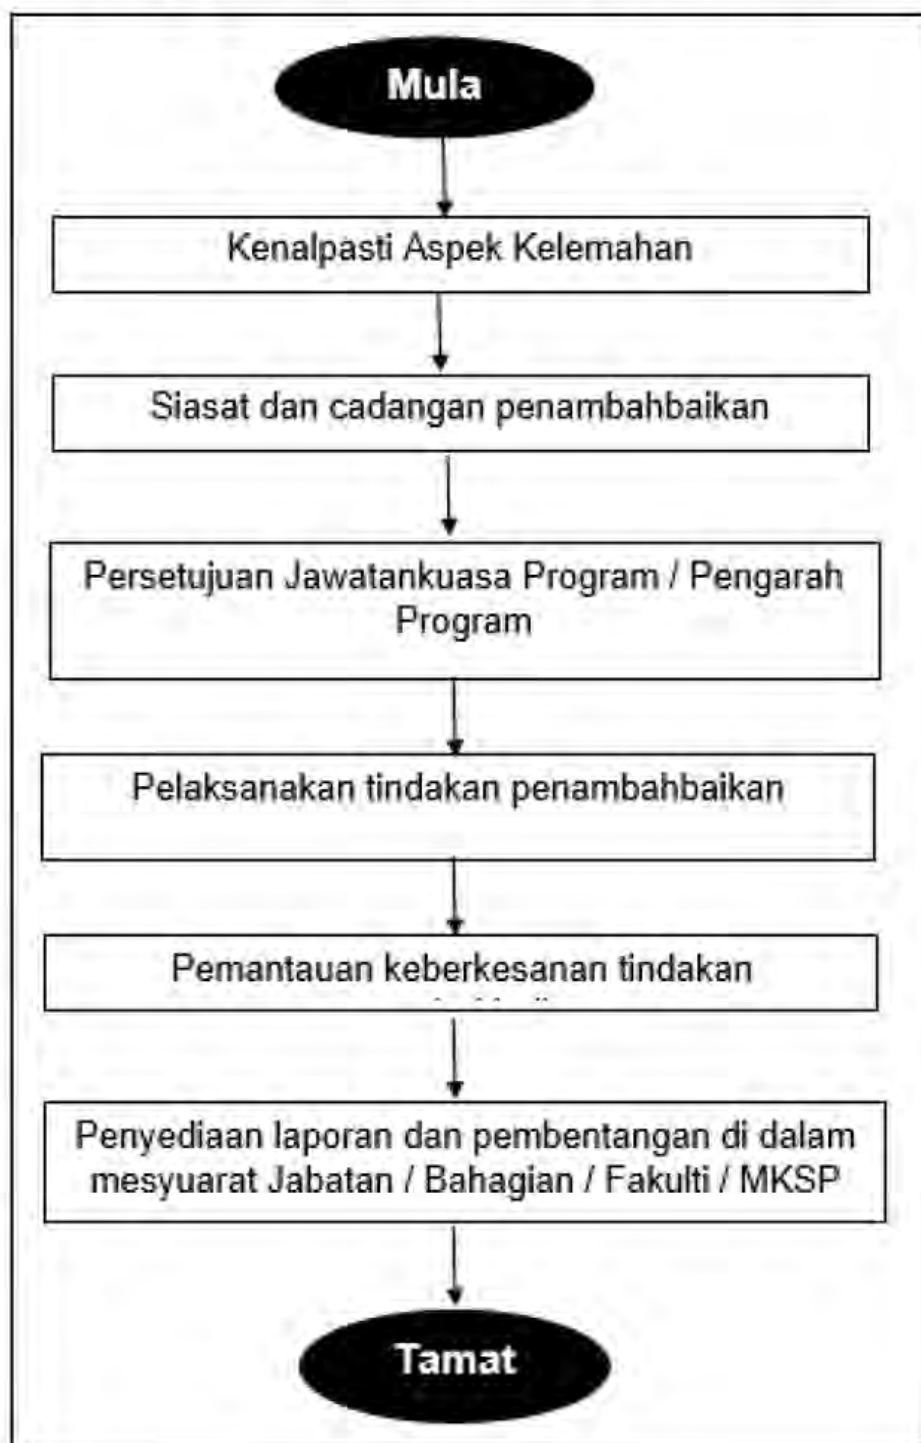 Mula
Kenalpasti Aspek Kelemahan
Siasat dan cadangan penambahbaikan
Persetujuan Jawatankuasa Program / Pengarah
Program
Pelaksanakan tindakan penambahbaikan
Pemantauan keberkesanan tindakan
Penyediaan laporan dan pembentangan di dalam
mesyuarat Jabatan / Bahagian / Fakulti / MKSP
Tamat